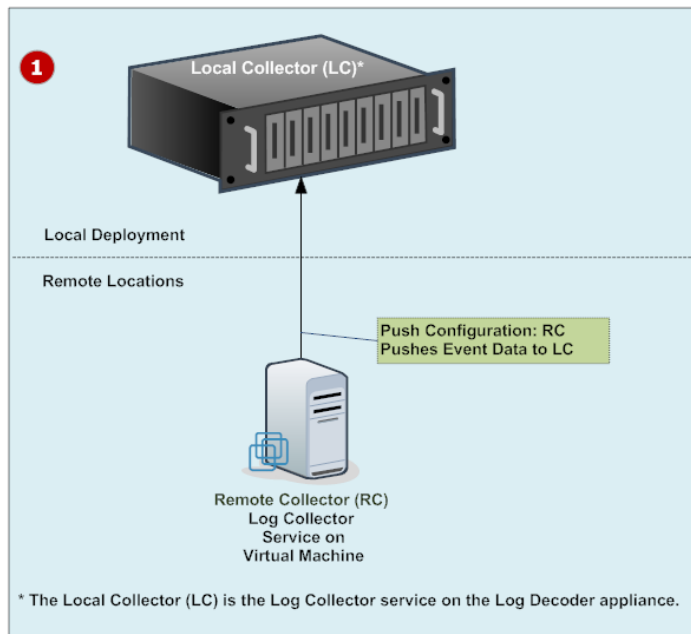 1
Local Collector (LC)*
Local Deployment
Remote Locations
Push Configuration: RC
Pushes Event Data to LC
Remote Collector (RC)
Log Collector
Service on
Virtual Machine
* The Local Collector (LC) is the Log Collector service on the Log Decoder appliance.